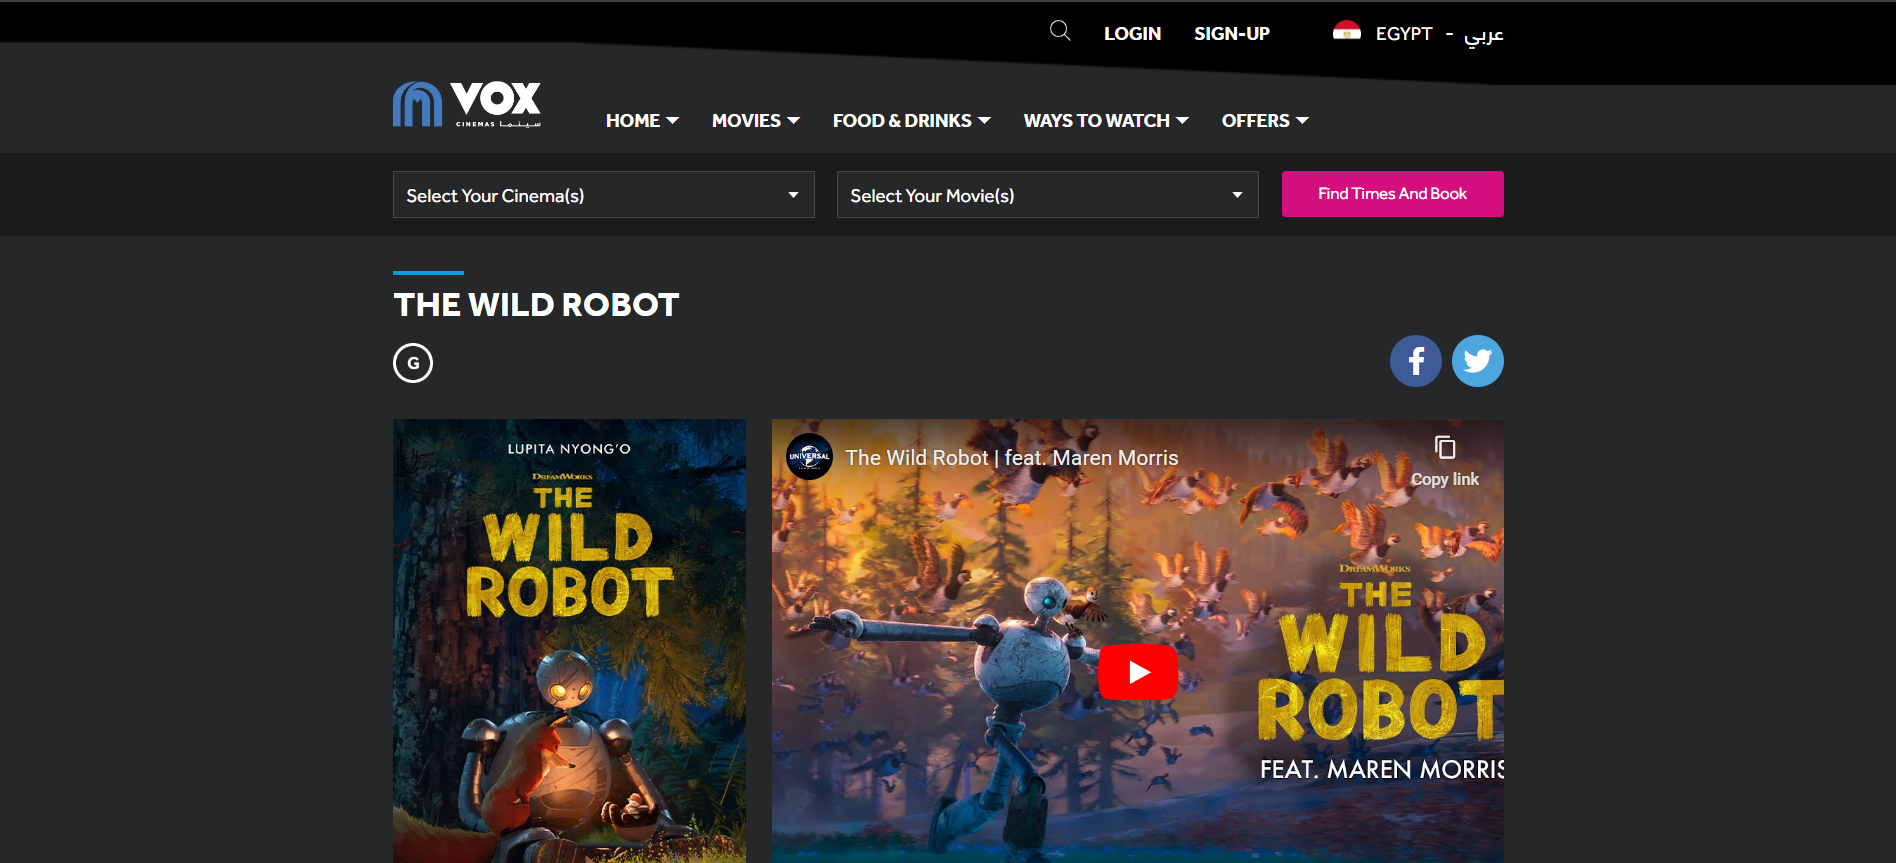 LOGIN SIGN-UP EGYPT - عربي
VOX
CINEMAS سينما
HOME MOVIES FOOD & DRINKS WAYS TO WATCH OFFERS
Select Your Cinema(s) Select Your Movie(s) Find Times And Book
THE WILD ROBOT
G
LUPITA NYONG'O
DREAMWORKS
THE
WILD
ROBOT
UNIVERSAL
The Wild Robot | feat. Maren Morris
Copy link
DREAMWORKS
THE
WILD
ROBOT
FEAT. MAREN MORRIS